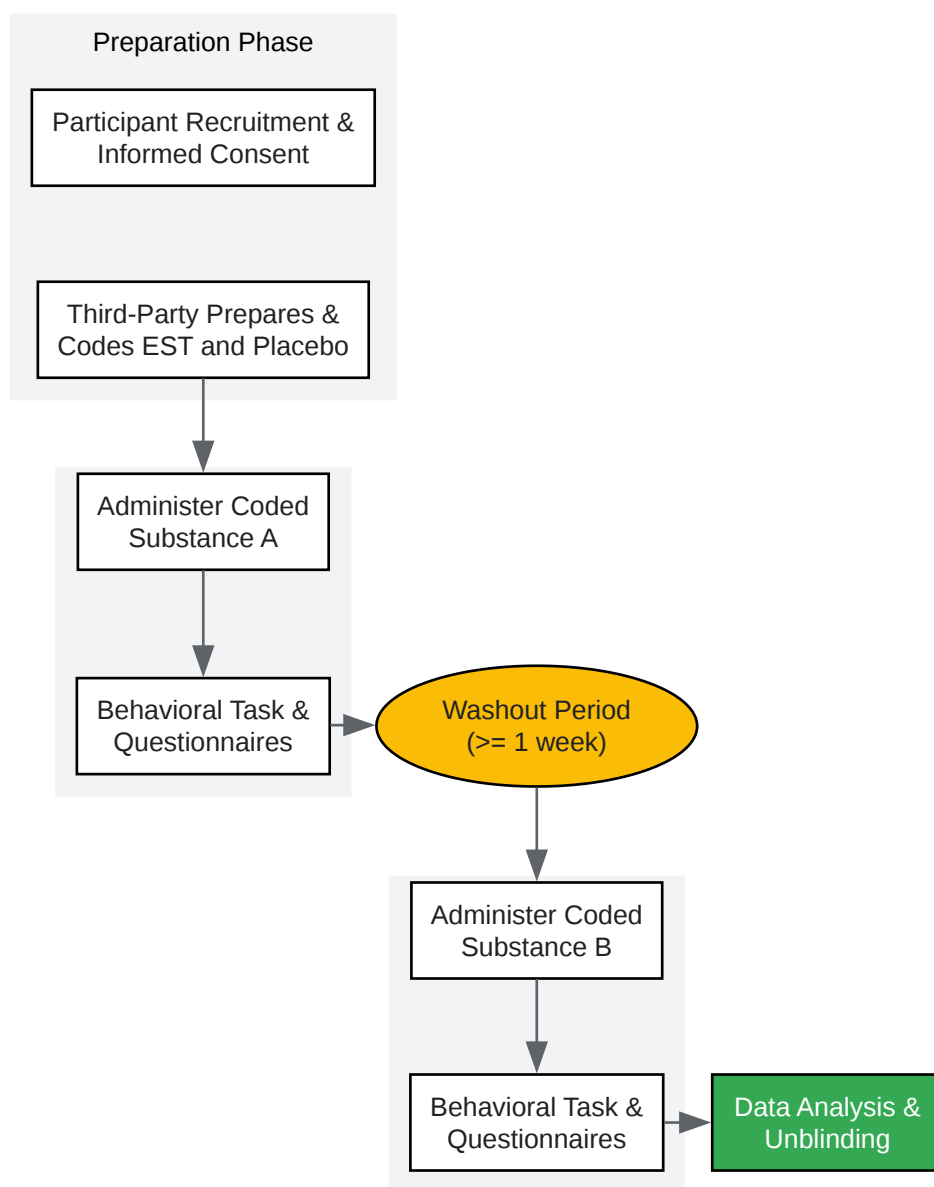 Preparation Phase
Participant Recruitment &
Informed Consent
Third-Party Prepares &
Codes EST and Placebo
Administer Coded
Substance A
Behavioral Task &
Questionnaires
Washout Period
(>= 1 week)
Administer Coded
Substance B
Behavioral Task &
Questionnaires
Data Analysis &
Unblinding